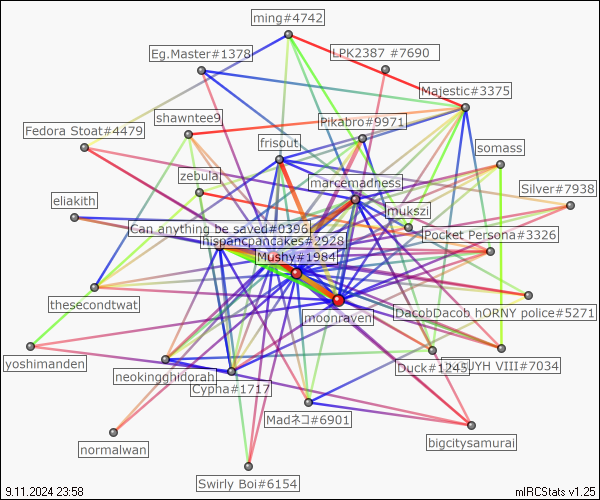 ming#4742
Eg.Master#1378
LPK2387 #7690
Majestic#3375
shawntee9
Pikabro#9971
Fedora Stoat#4479
frisout
somass
zebula
marcemadness
Silver#7938
eliakith
mukszi
Can anything be saved#0396
Pocket Persona#3326
hispancpancakes#2928
Mushy#1984
thesecondtwat
moonraven
DacobDacob hORNY police#5271
yoshimanden
Duck#1245
UYH VIII#7034
neokingghidorah
Cypha#1717
Madネコ#6901
bigcitysamurai
normalwan
Swirly Boi#6154
9.11.2024 23:58
mIRCStats v1.25